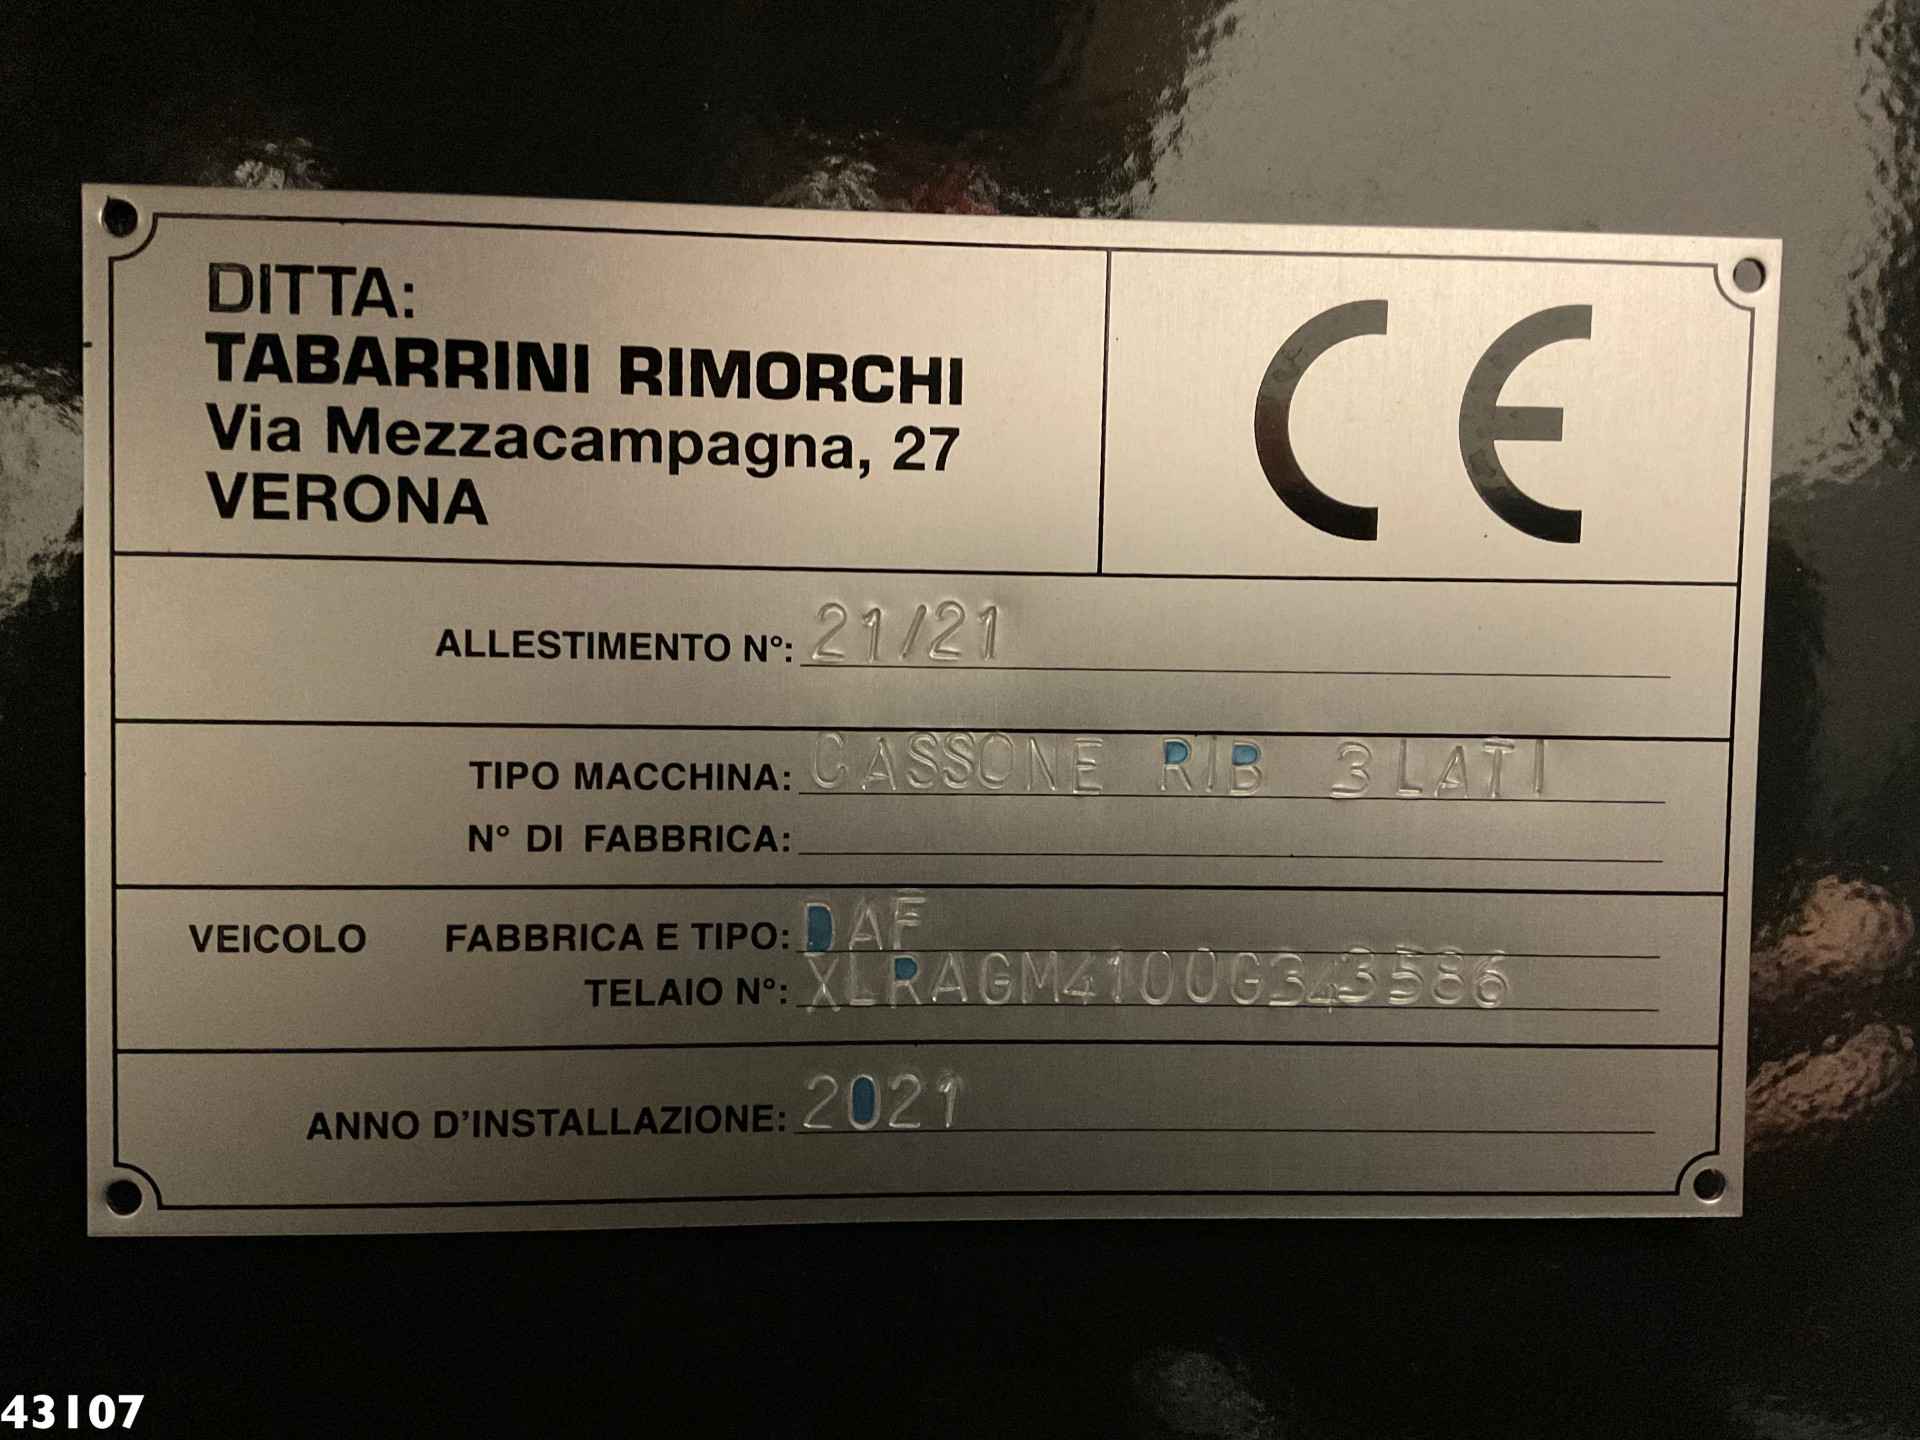 DITTA:
TABARRINI RIMORCHI
Via Mezzacampagna, 27
VERONA
CE
ALLESTIMENTO N°: 21/21
TIPO MACCHINA: CASSONE RIB 3LATI
N° DI FABBRICA:
VEICOLO FABBRICA E TIPO: DAF
TELAIO N°: XLRAGM4100G343586
ANNO D'INSTALLAZIONE: 2021
43107